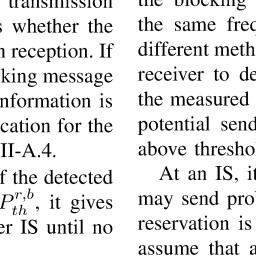 transmission
whether the
reception. If
king message
nformation is
cation for the
II-A.4.
f the detected
P_{th}^{r,b}, it gives
er IS until no
the blocking
the same freq
different meth
receiver to de
the measured
potential send
above thresho
At an IS, it
may send pro
reservation is
assume that a